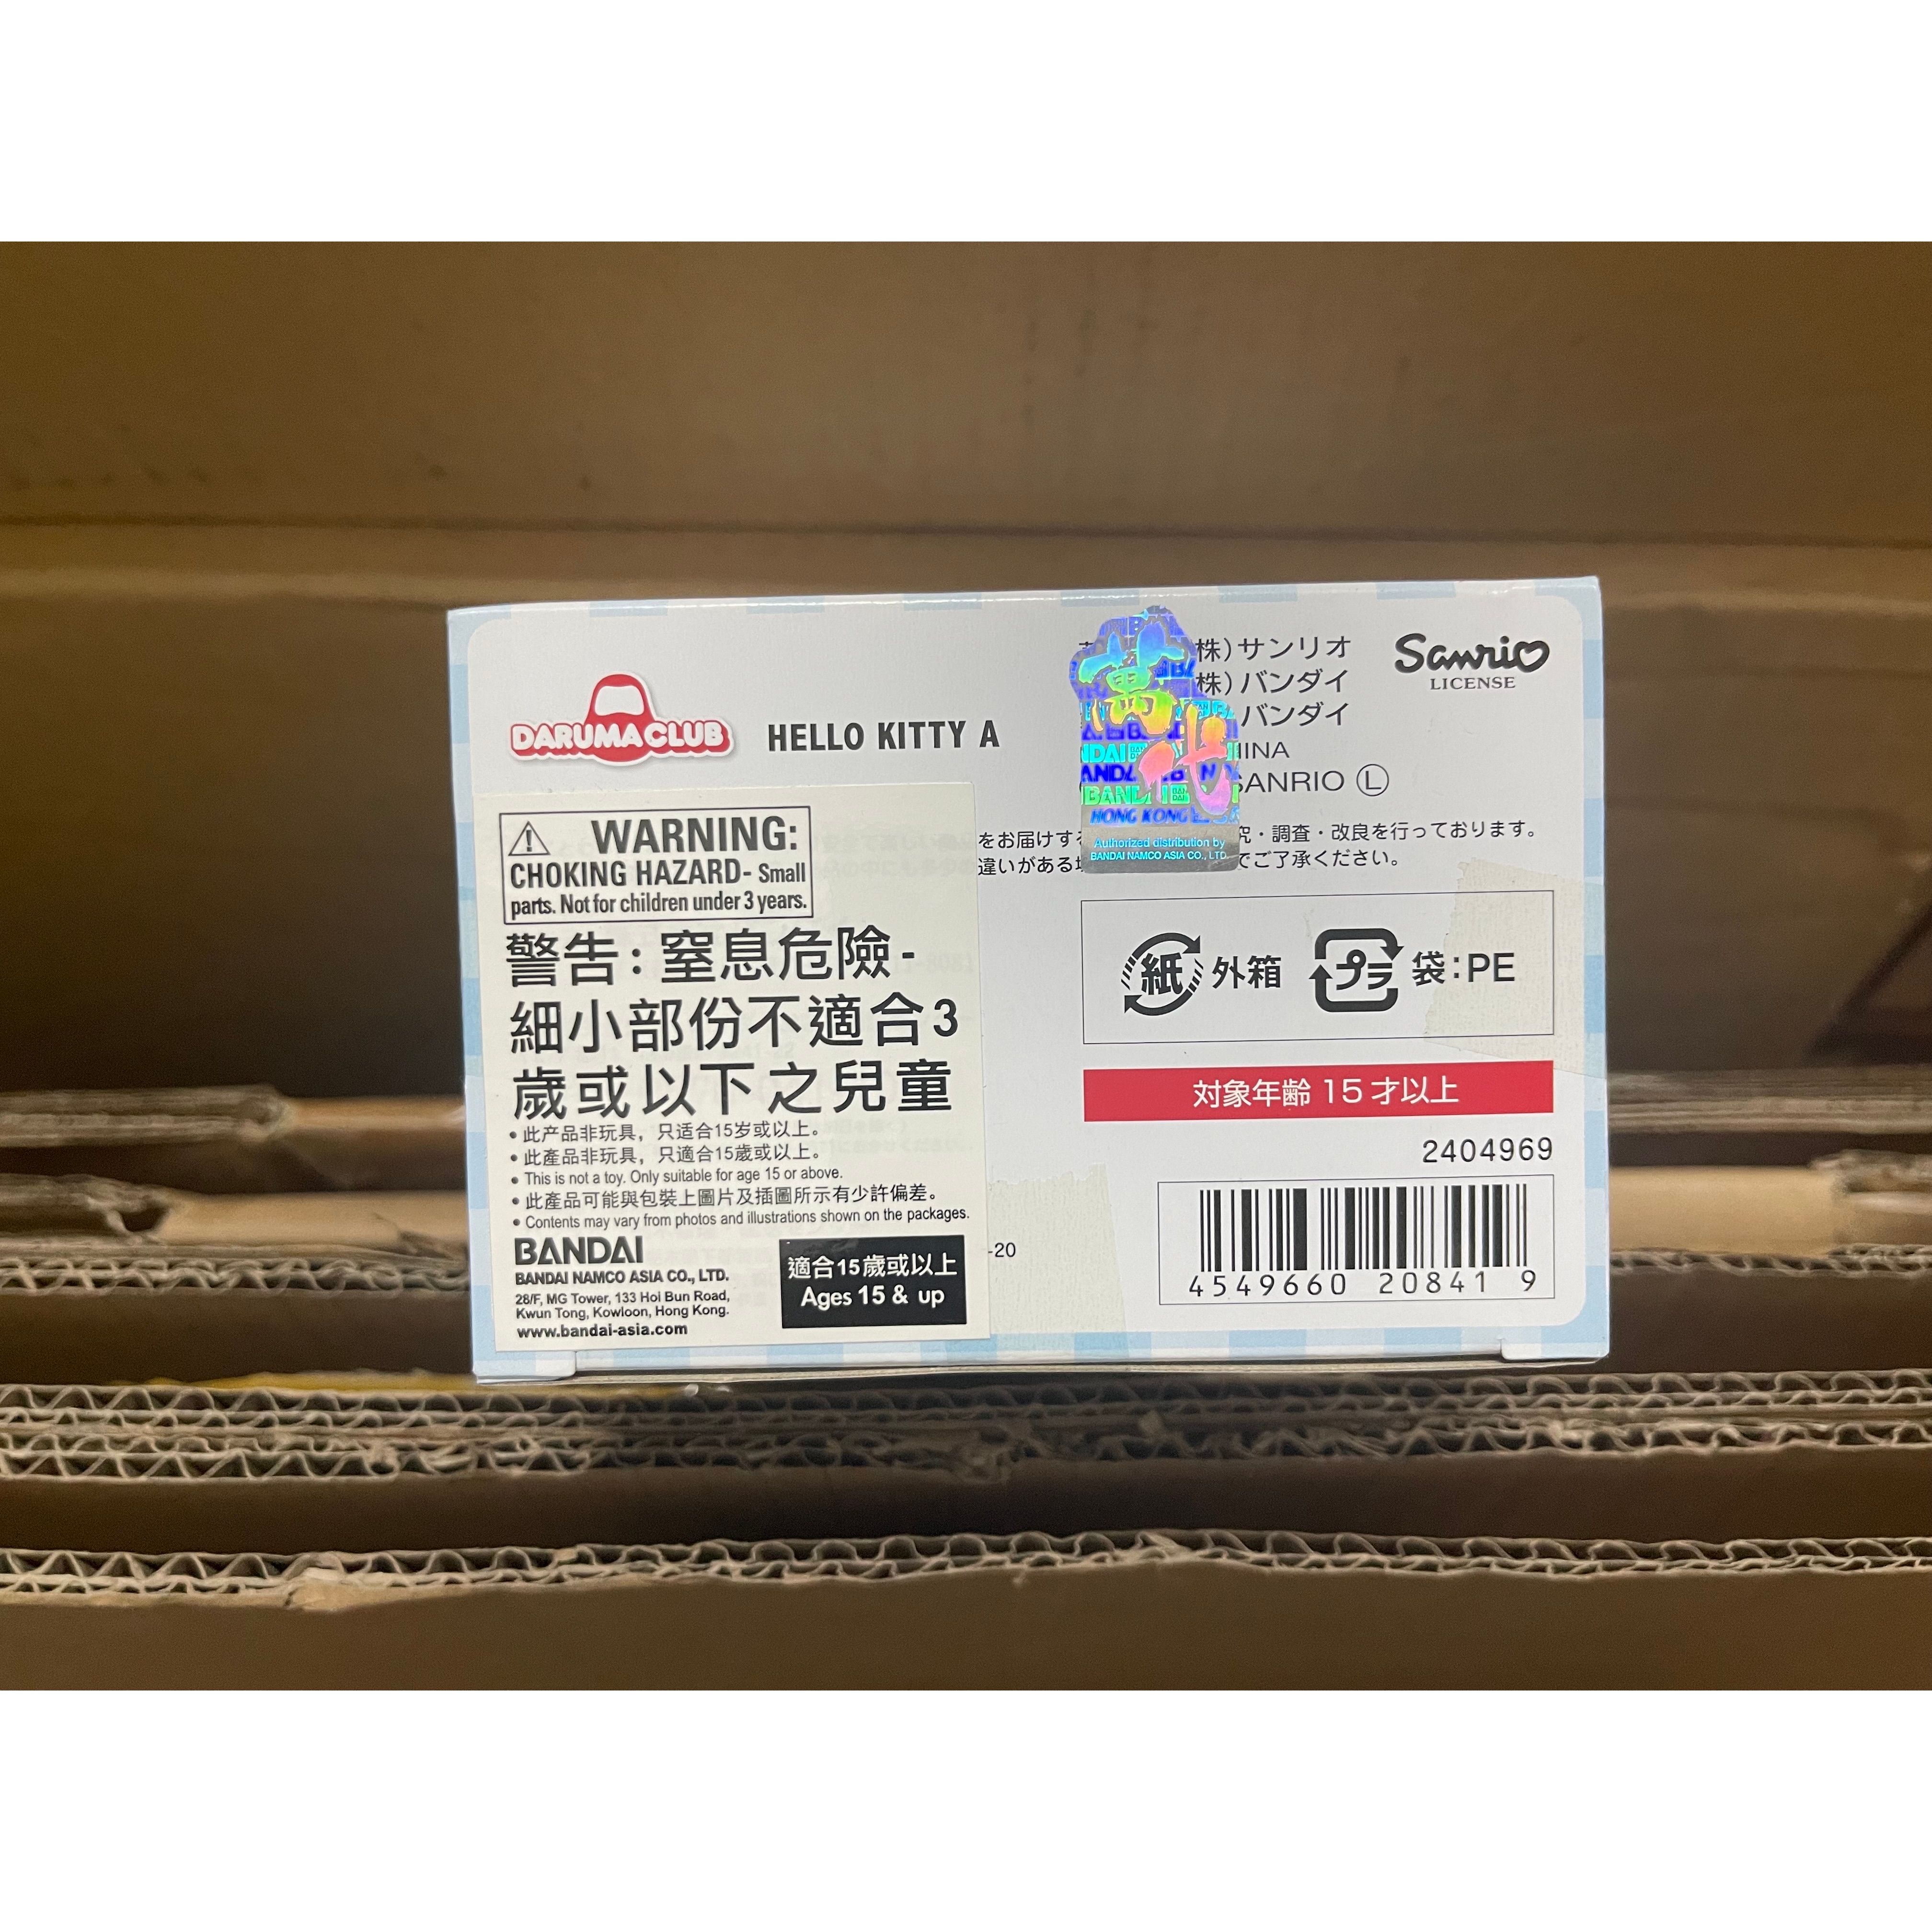 DARUMA CLUB
HELLO KITTY A
株)サンリオ
株)バンダイ
バンダイ
HINA
SANRIO Ⓛ
Sanrio
LICENSE
萬代
BANDAI
HONG KONG
Authorized distribution by
BANDAI NAMCO ASIA CO., LTD.
をお届けする 究・調査・改良を行っております。
違いがある でご了承ください。
WARNING:
CHOKING HAZARD- Small
parts. Not for children under 3 years.
警告:窒息危險-
細小部份不適合3
歲或以下之兒童
• 此产品非玩具，只适合15岁或以上。
• 此產品非玩具，只適合15歲或以上。
• This is not a toy. Only suitable for age 15 or above.
• 此產品可能與包裝上圖片及插圖所示有少許偏差。
• Contents may vary from photos and illustrations shown on the packages.
BANDAI
BANDAI NAMCO ASIA CO., LTD.
28/F, MG Tower, 133 Hoi Bun Road,
Kwun Tong, Kowloon, Hong Kong.
www.bandai-asia.com
適合15歲或以上
Ages 15 & up
-20
紙 外箱 プラ 袋:PE
対象年齢 15才以上
2404969
4549660 20841 9